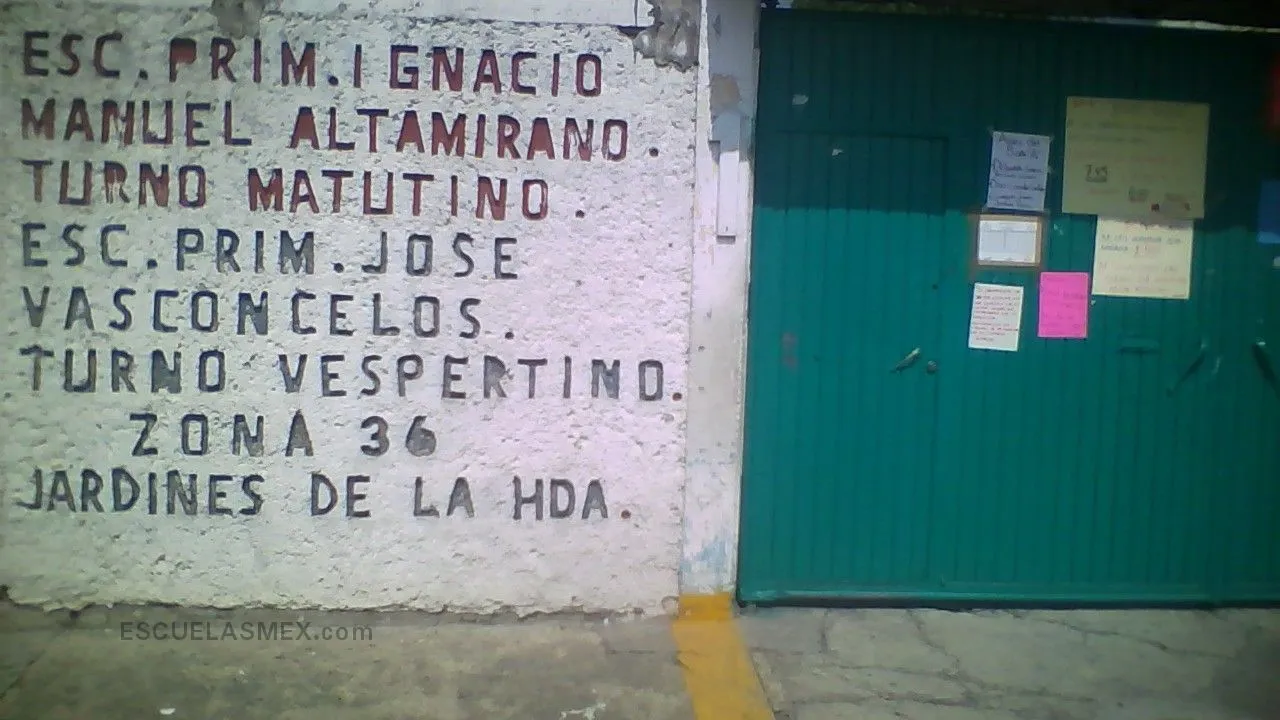 ESC.PRIM.IGNACIO
MANUEL ALTAMIRANO.
TURNO MATUTINO.
ESC.PRIM.JOSE
VASCONCELOS.
TURNO VESPERTINO.
ZONA 36
JARDINES DE LA HDA.
ESCUELASMEX.com